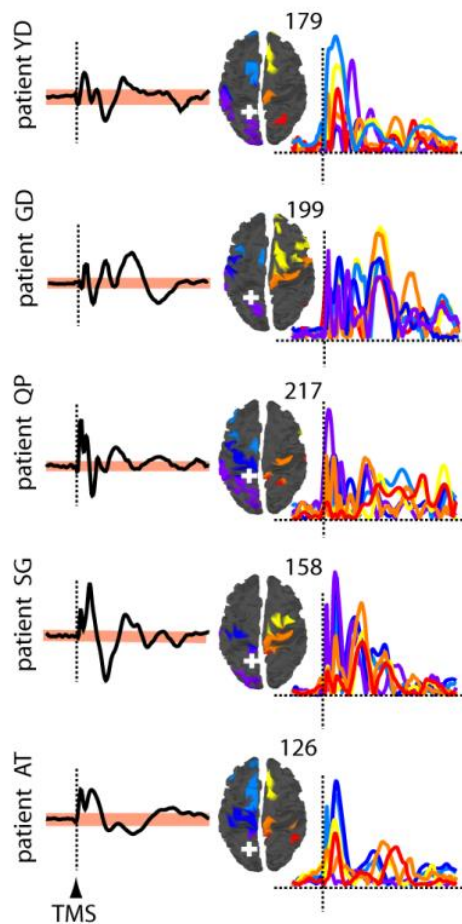 patient YD
179
patient GD
199
patient QP
217
patient SG
158
patient AT
126
TMS